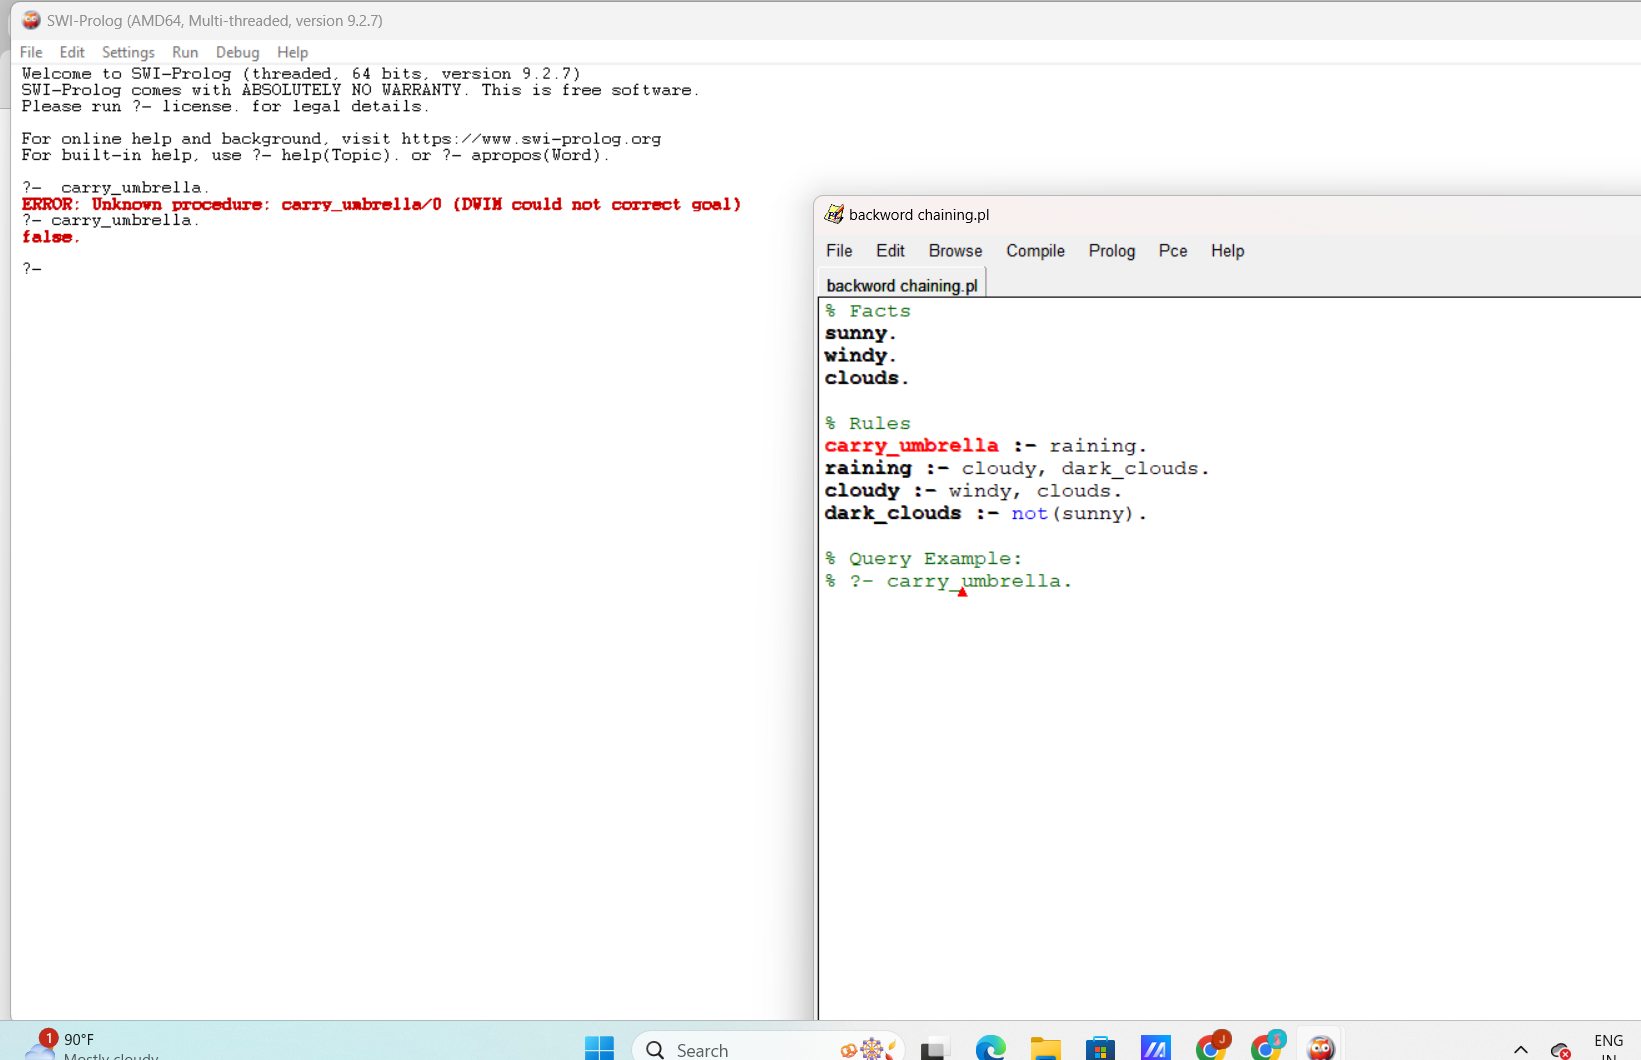 SWI-Prolog (AMD64, Multi-threaded, version 9.2.7)
File Edit Settings Run Debug Help
Welcome to SWI-Prolog (threaded, 64 bits, version 9.2.7)
SWI-Prolog comes with ABSOLUTELY NO WARRANTY. This is free software.
Please run ?- license. for legal details.
For online help and background, visit https://www.swi-prolog.org
For built-in help, use ?- help(Topic). or ?- apropos(Word).
?-  carry_umbrella.
ERROR: Unknown procedure: carry_umbrella/0 (DWIM could not correct goal)
?- carry_umbrella.
false.
?-
backword chaining.pl
File Edit Browse Compile Prolog Pce Help
backword chaining.pl
% Facts
sunny.
windy.
clouds.
% Rules
carry_umbrella :- raining.
raining :- cloudy, dark_clouds.
cloudy :- windy, clouds.
dark_clouds :- not(sunny).
% Query Example:
% ?- carry_umbrella.
1
90°F
Mostly cloudy
Search
J
S
ENG
IN